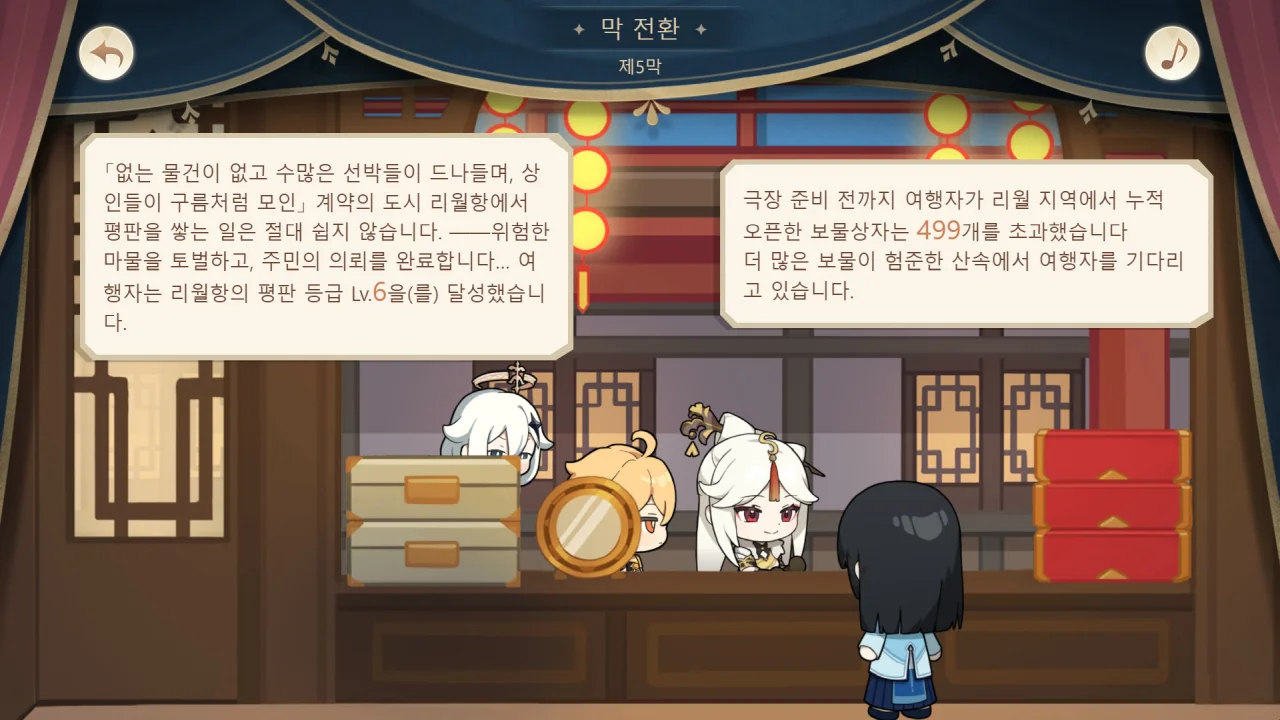 막 전환
제5막
「없는 물건이 없고 수많은 선박들이 드나들며, 상
인들이 구름처럼 모인」 계약의 도시 리월항에서
평판을 쌓는 일은 절대 쉽지 않습니다. ——위험한
마물을 토벌하고, 주민의 의뢰를 완료합니다... 여
행자는 리월항의 평판 등급 Lv.6을(를) 달성했습니
다.
극장 준비 전까지 여행자가 리월 지역에서 누적
오픈한 보물상자는 499개를 초과했습니다
더 많은 보물이 험준한 산속에서 여행자를 기다리
고 있습니다.